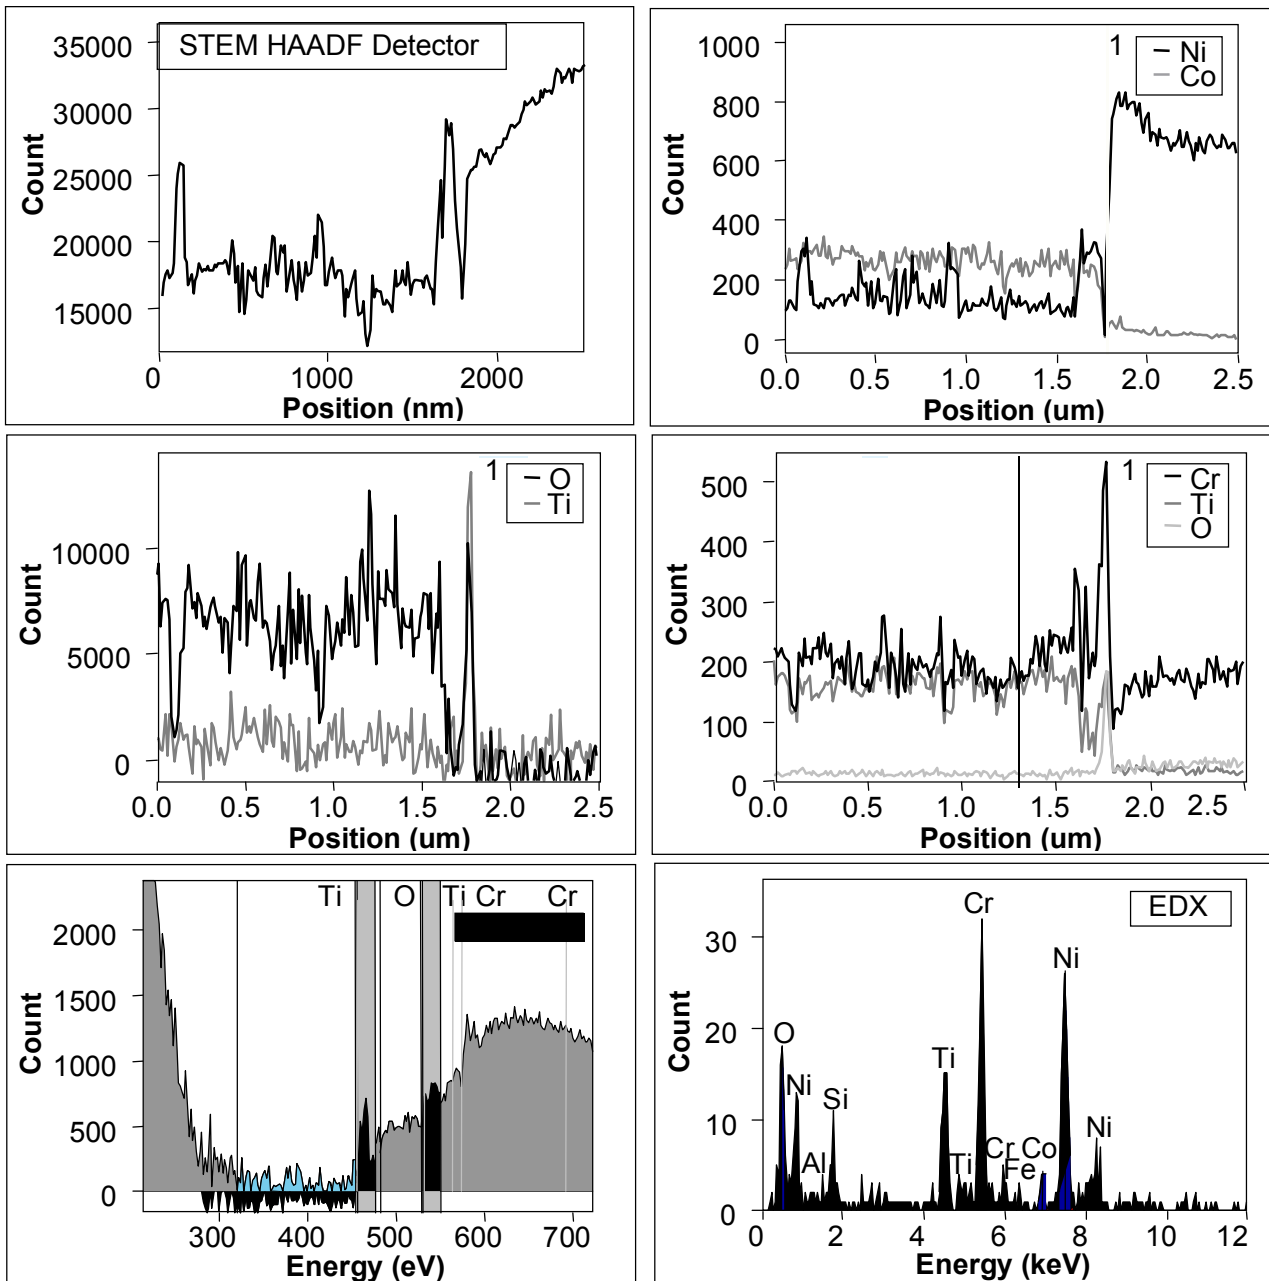 STEM HAADF Detector
35000
30000
25000
20000
15000
Count
0 1000 2000
Position (nm)
1
Ni
Co
1000
800
600
400
200
0
Count
0.0 0.5 1.0 1.5 2.0 2.5
Position (um)
1
O
Ti
10000
5000
0
Count
0.0 0.5 1.0 1.5 2.0 2.5
Position (um)
1
Cr
Ti
O
500
400
300
200
100
0
Count
0.0 0.5 1.0 1.5 2.0 2.5
Position (um)
Ti O Ti Cr Cr
2000
1500
1000
500
0
Count
300 400 500 600 700
Energy (eV)
EDX
Cr
Ni
O
Ti
Ni
Si
Al
Ti
Cr
Fe
Co
Ni
30
20
10
0
Count
0 2 4 6 8 10 12
Energy (keV)